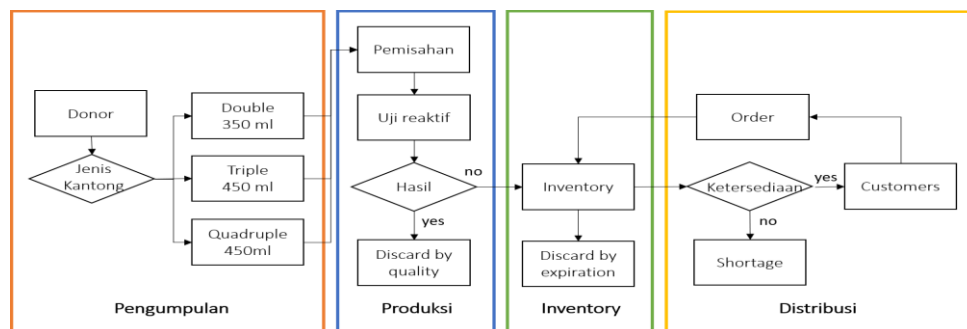 Donor
Jenis
Kantong
Double
350 ml
Triple
450 ml
Quadruple
450ml
Pengumpulan
Pemisahan
Uji reaktif
Hasil
no
yes
Discard by
quality
Produksi
Inventory
Discard by
expiration
Inventory
Order
Ketersediaan
yes
Customers
no
Shortage
Distribusi